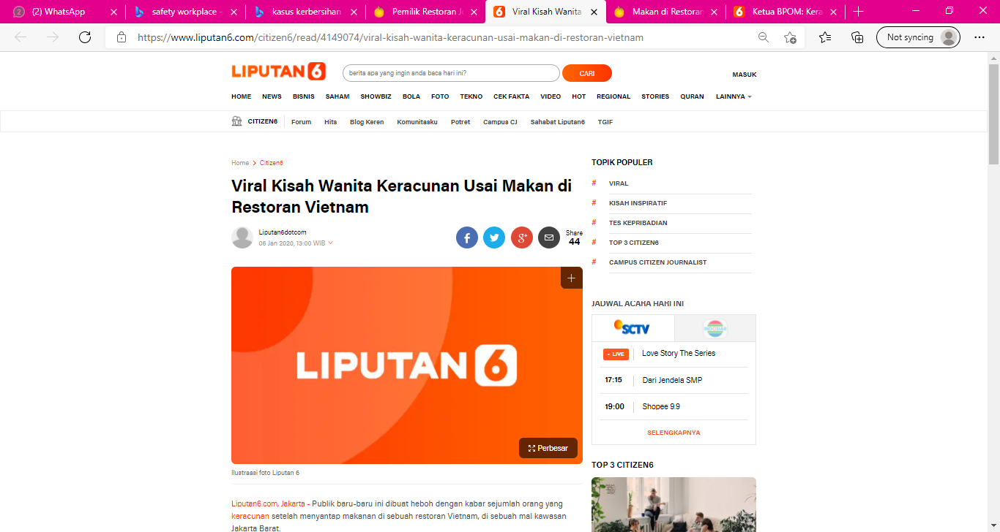 (2) WhatsApp
safety workplace -
kasus kerbersihan
Pemilik Restoran Jo
Viral Kisah Wanita
Makan di Restoran
Ketua BPOM: Kera
https://www.liputan6.com/citizen6/read/4149074/viral-kisah-wanita-keracunan-usai-makan-di-restoran-vietnam
Not syncing
LIPUTAN 6
berita apa yang ingin anda baca hari ini?
CARI
MASUK
HOME NEWS BISNIS SAHAM SHOWBIZ BOLA FOTO TEKNO CEK FAKTA VIDEO HOT REGIONAL STORIES QURAN LAINNYA
CITIZEN6 Forum Hits Blog Keren Komunitasku Potret Campus CJ Sahabat Liputan6 TGIF
Home > Citizen6
Viral Kisah Wanita Keracunan Usai Makan di
Restoran Vietnam
Liputan6dotcom
06 Jan 2020, 13:00 WIB
Share
44
LIPUTAN 6
Perbesar
Ilustraasi foto Liputan 6
Liputan6.com, Jakarta - Publik baru-baru ini dibuat heboh dengan kabar sejumlah orang yang
keracunan setelah menyantap makanan di sebuah restoran Vietnam, di sebuah mal kawasan
Jakarta Barat.
TOPIK POPULER
# VIRAL
# KISAH INSPIRATIF
# TES KEPRIBADIAN
# TOP 3 CITIZEN6
# CAMPUS CITIZEN JOURNALIST
JADWAL ACARA HARI INI
SCTV
LIVE Love Story The Series
17:15 Dari Jendela SMP
19:00 Shopee 9.9
SELENGKAPNYA
TOP 3 CITIZEN6